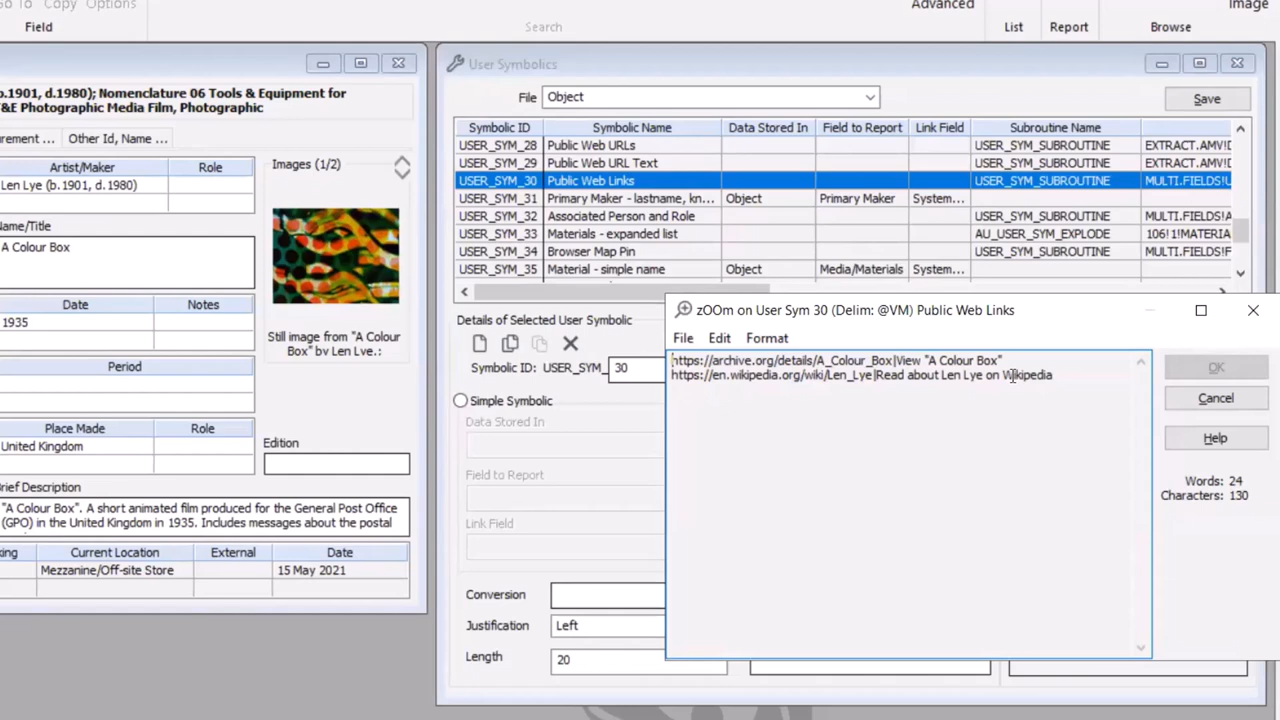 Go To Copy Options
Advanced
Image
Field
Search
List
Report
Browse
b.1901, d.1980); Nomenclature 06 Tools & Equipment for
T&E Photographic Media Film, Photographic
urement ...
Other Id, Name ...
Artist/Maker
Role
Images (1/2)
Len Lye (b.1901, d.1980)
Name/Title
A Colour Box
Date
Notes
1935
Still image from "A Colour
Box" by Len Lye.:
Period
Place Made
Role
Edition
United Kingdom
Brief Description
"A Colour Box". A short animated film produced for the General Post Office
(GPO) in the United Kingdom in 1935. Includes messages about the postal
king
Current Location
External
Date
Mezzanine/Off-site Store
15 May 2021
User Symbolics
File
Object
Save
Symbolic ID
Symbolic Name
Data Stored In
Field to Report
Link Field
Subroutine Name
USER_SYM_28 Public Web URLs USER_SYM_SUBROUTINE EXTRACT.AMV!D
USER_SYM_29 Public Web URL Text USER_SYM_SUBROUTINE EXTRACT.AMV!D
USER_SYM_30 Public Web Links USER_SYM_SUBROUTINE MULTI.FIELDS!U
USER_SYM_31 Primary Maker - lastname, kn... Object Primary Maker System...
USER_SYM_32 Associated Person and Role USER_SYM_SUBROUTINE MULTI.FIELDS!A
USER_SYM_33 Materials - expanded list AU_USER_SYM_EXPLODE 106! 1!MATERIA
USER_SYM_34 Browser Map Pin USER_SYM_SUBROUTINE MULTI.FIELDS!F
USER_SYM_35 Material - simple name Object Media/Materials System...
Details of Selected User Symbolic
Symbolic ID: USER_SYM_ 30
Simple Symbolic
Data Stored In
Field to Report
Link Field
Conversion
Justification
Left
Length
20
zOOm on User Sym 30 (Delim: @VM) Public Web Links
File
Edit
Format
https://archive.org/details/A_Colour_Box|View "A Colour Box"
https://en.wikipedia.org/wiki/Len_Lye|Read about Len Lye on Wikipedia
OK
Cancel
Help
Words: 24
Characters: 130